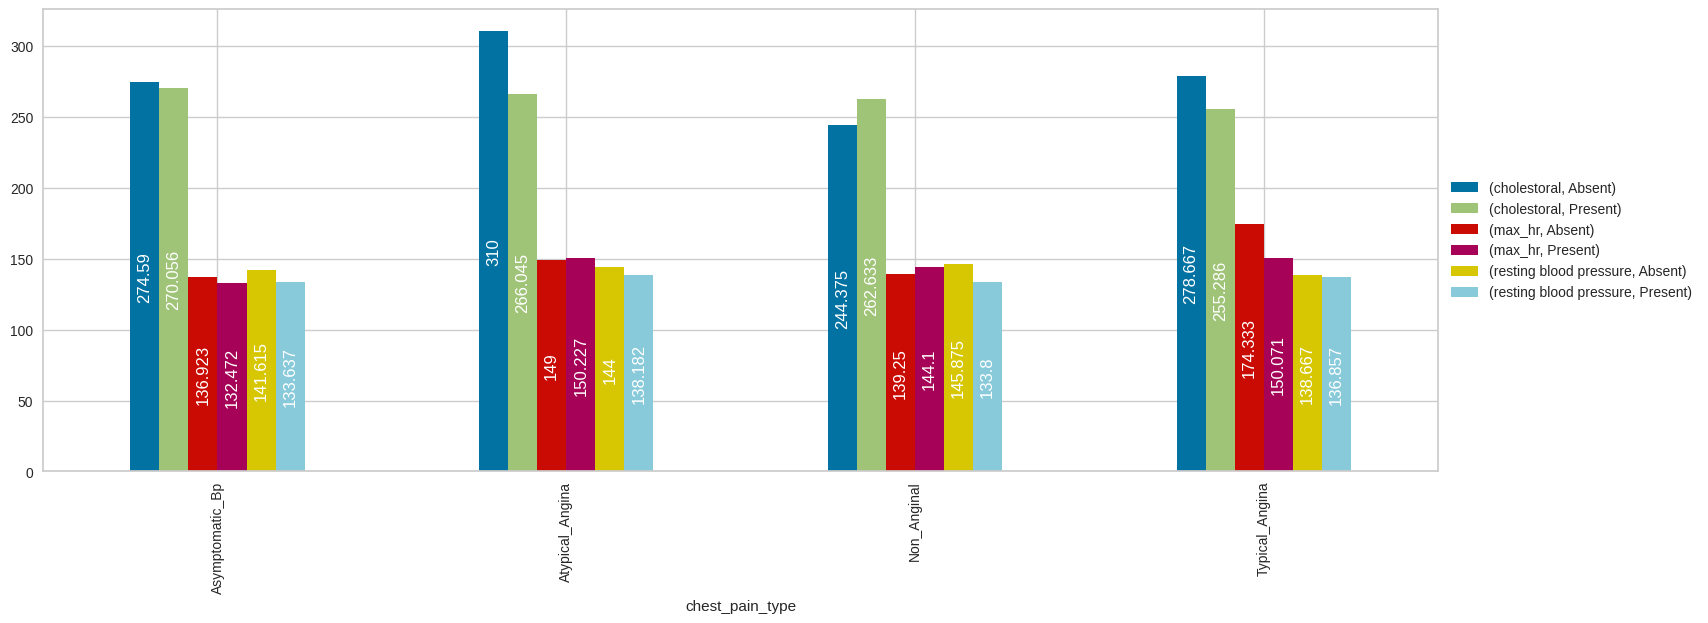 300
250
200
150
100
50
0
274.59
270.056
136.923
132.472
141.615
133.637
310
266.045
149
150.227
144
138.182
244.375
262.633
139.25
144.1
145.875
133.8
278.667
255.286
174.333
150.071
138.667
136.857
Asymptomatic_Bp
Atypical_Angina
Non_Anginal
Typical_Angina
chest_pain_type
(cholestoral, Absent)
(cholestoral, Present)
(max_hr, Absent)
(max_hr, Present)
(resting blood pressure, Absent)
(resting blood pressure, Present)